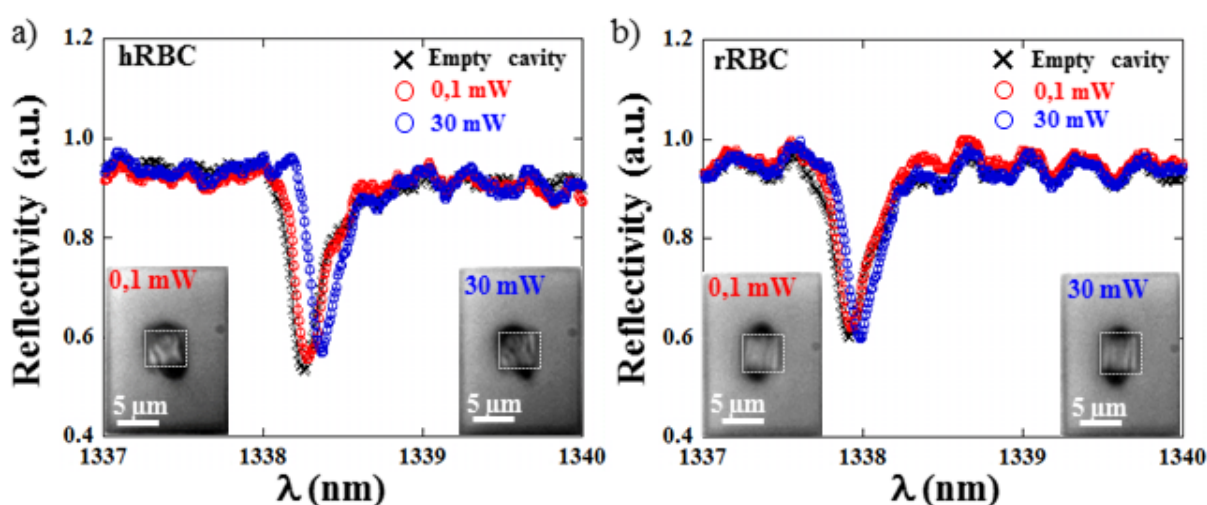 a)
hRBC
Empty cavity
0,1 mW
30 mW
1.2
1.0
0.8
0.6
0.4
Reflectivity (a.u.)
0,1 mW
5 µm
30 mW
5 µm
1337
1338
1339
1340
λ (nm)
b)
rRBC
Empty cavity
0,1 mW
30 mW
1.2
1.0
0.8
0.6
0.4
Reflectivity (a.u.)
0,1 mW
5 µm
30 mW
5 µm
1337
1338
1339
1340
λ (nm)